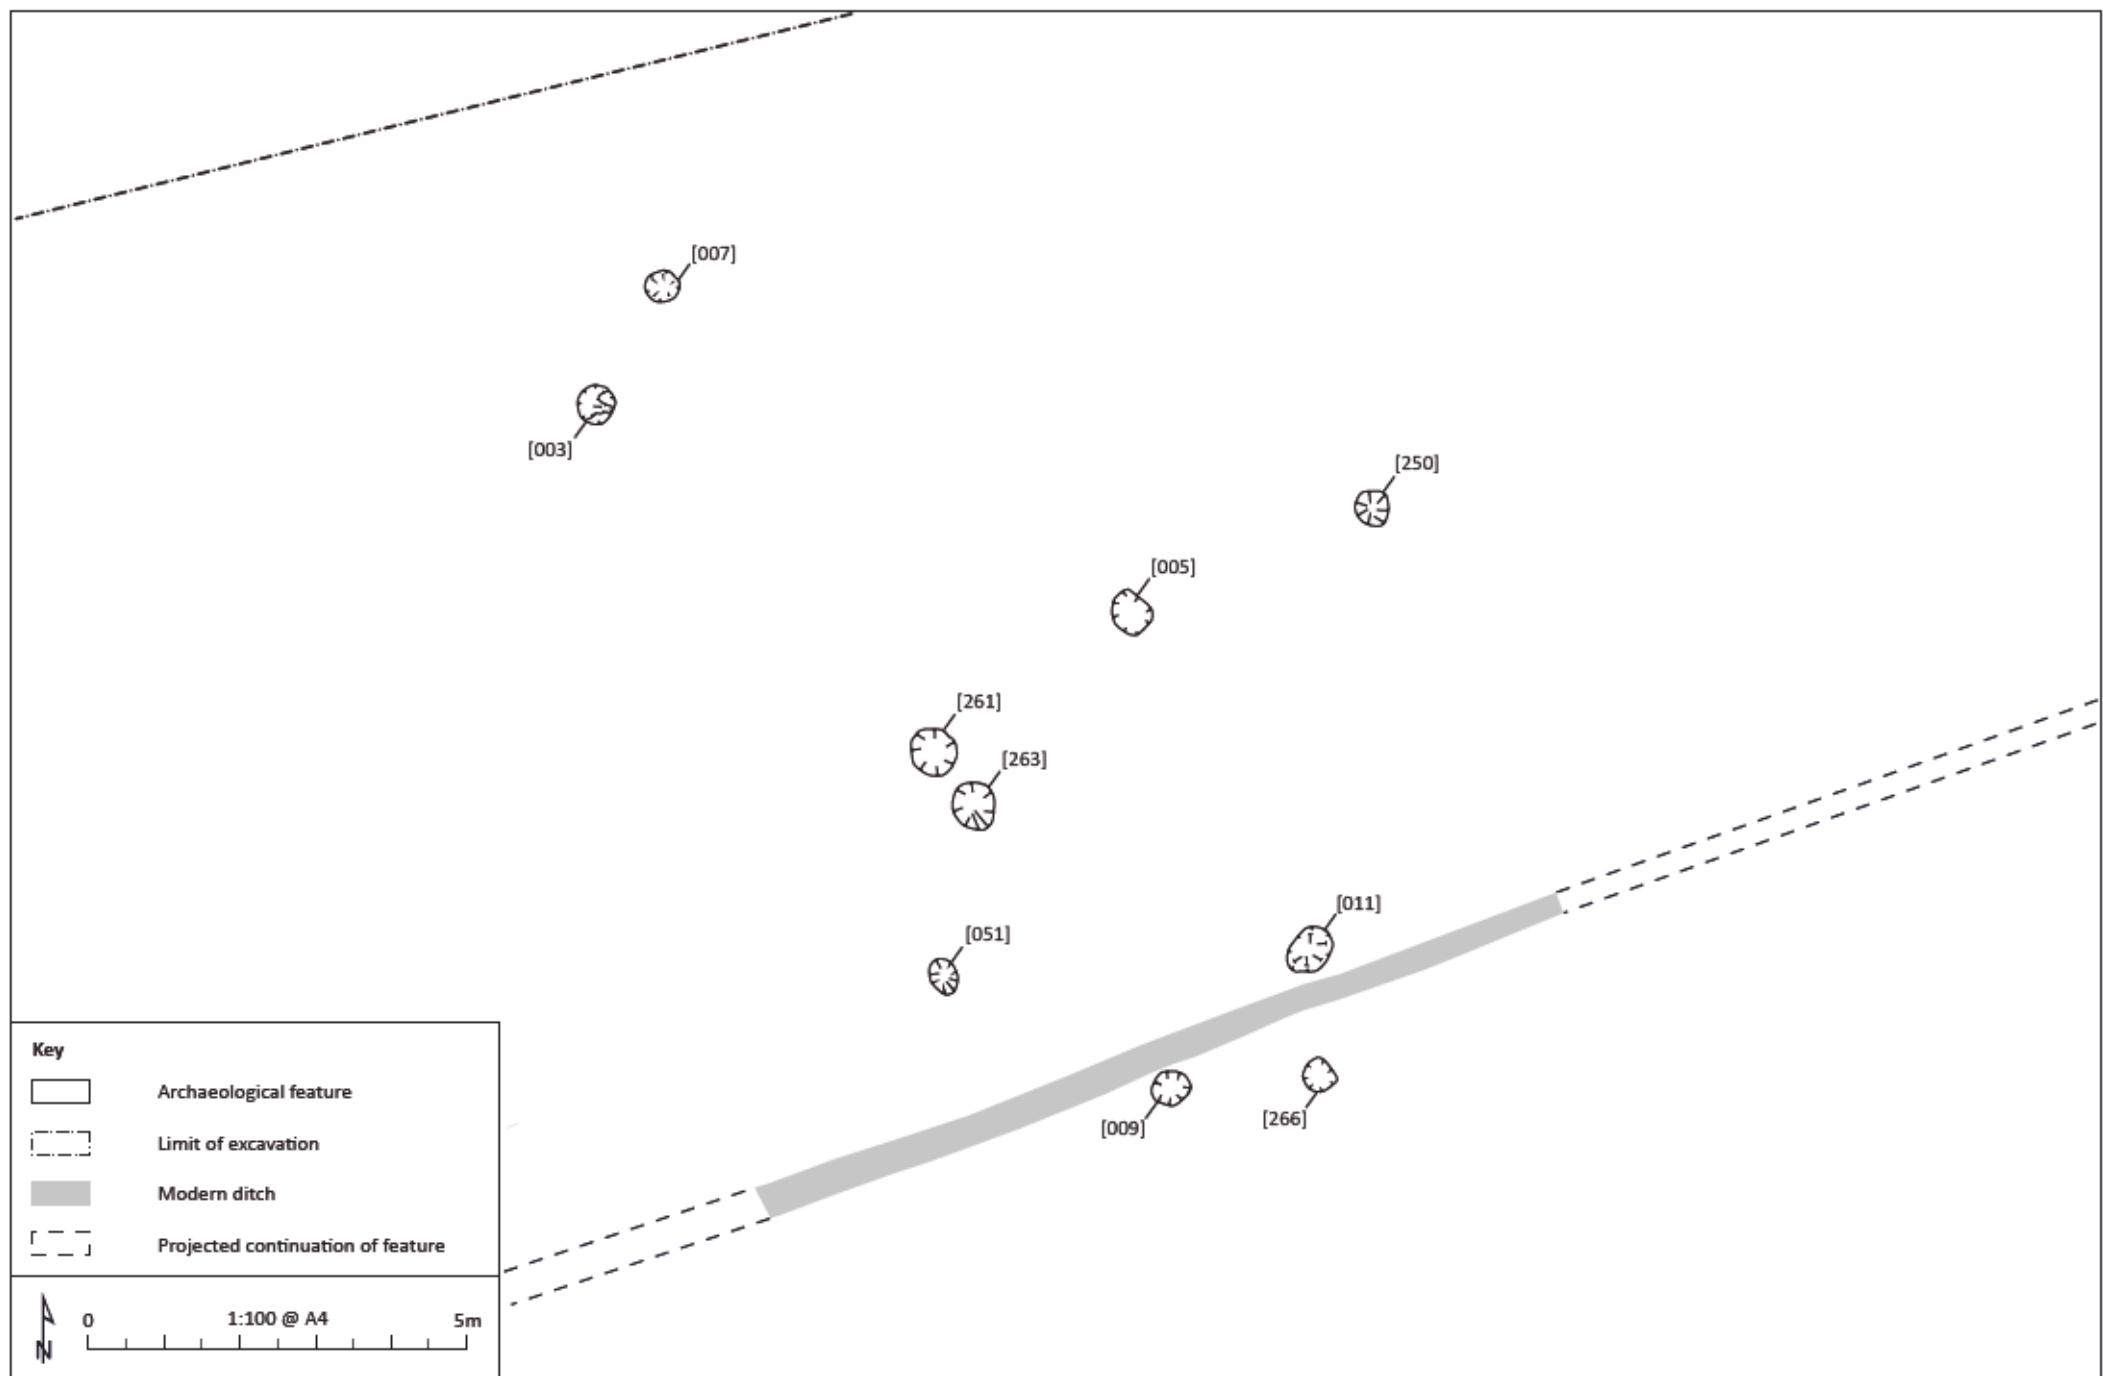 [007]
[003]
[250]
[005]
[261]
[263]
[011]
[051]
[009]
[266]
Key
Archaeological feature
Limit of excavation
Modern ditch
Projected continuation of feature
N
0 1:100 @ A4 5m